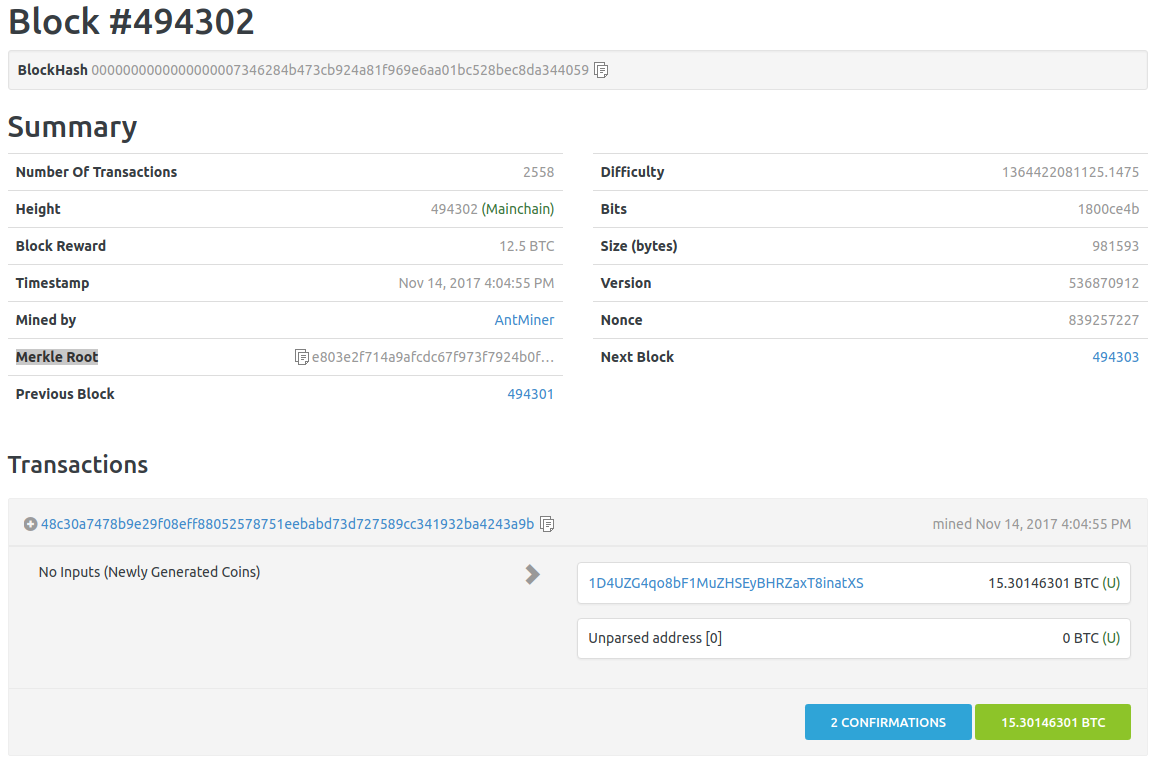 Block #494302
BlockHash 0000000000000000007346284b473cb924a81f969e6aa01bc528bec8da344059
Summary
Number Of Transactions 2558
Difficulty 1364422081125.1475
Height 494302 (Mainchain)
Bits 1800ce4b
Block Reward 12.5 BTC
Size (bytes) 981593
Timestamp Nov 14, 2017 4:04:55 PM
Version 536870912
Mined by AntMiner
Nonce 839257227
Merkle Root e803e2f714a9afcdc67f973f7924b0f...
Next Block 494303
Previous Block 494301
Transactions
48c30a7478b9e29f08eff88052578751eebabd73d727589cc341932ba4243a9b mined Nov 14, 2017 4:04:55 PM
No Inputs (Newly Generated Coins)
1D4UZG4qo8bF1MuZHSEyBHRZaxT8inatXS 15.30146301 BTC (U)
Unparsed address [0] 0 BTC (U)
2 CONFIRMATIONS 15.30146301 BTC